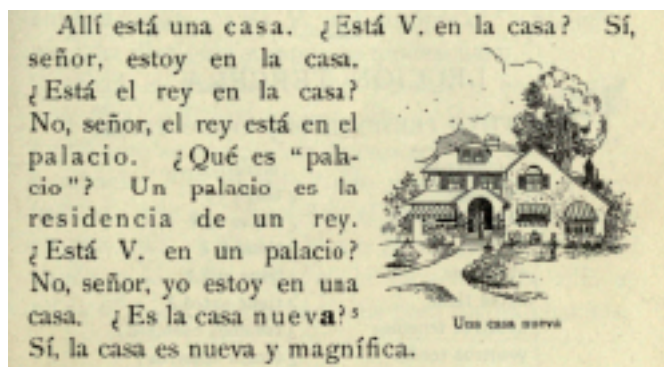 Allí está una casa. ¿Está V. en la casa? Sí,
señor, estoy en la casa.
¿Está el rey en la casa?
No, señor, el rey está en el
palacio. ¿Qué es “pala-
cio”? Un palacio es la
residencia de un rey.
¿Está V. en un palacio?
No, señor, yo estoy en una
casa. ¿Es la casa nueva?⁵
Una casa nueva
Sí, la casa es nueva y magnífica.